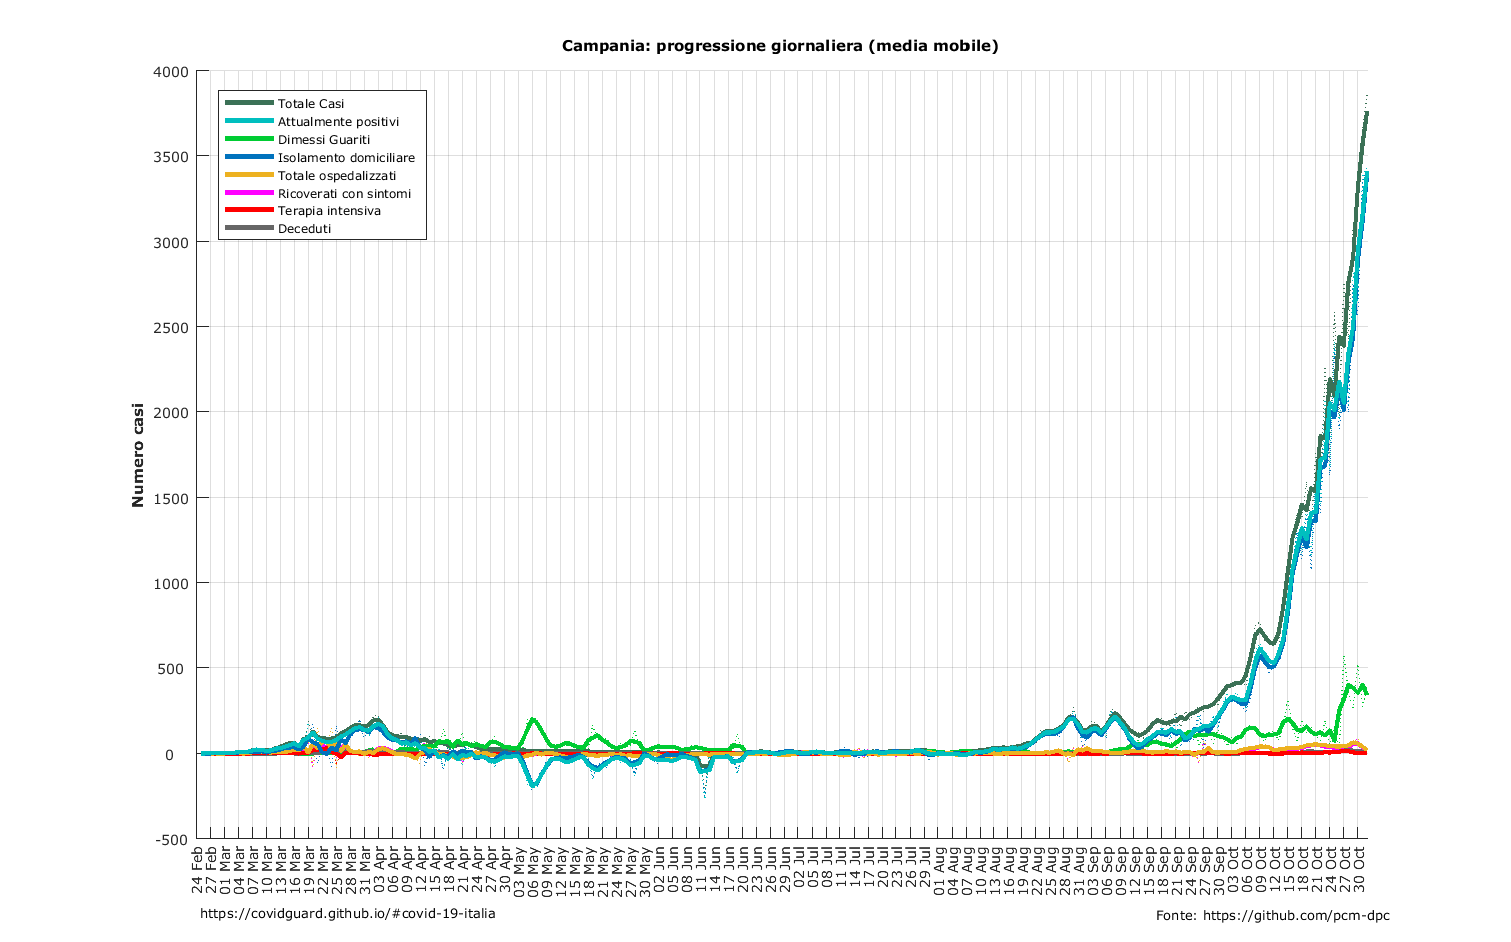 Campania: progressione giornaliera (media mobile)
4000
3500
3000
2500
2000
1500
1000
500
0
-500
Numero casi
Totale Casi
Attualmente positivi
Dimessi Guariti
Isolamento domiciliare
Totale ospedalizzati
Ricoverati con sintomi
Terapia intensiva
Deceduti
24 Feb
27 Feb
01 Mar
04 Mar
07 Mar
10 Mar
13 Mar
16 Mar
19 Mar
22 Mar
25 Mar
28 Mar
31 Mar
03 Apr
06 Apr
09 Apr
12 Apr
15 Apr
18 Apr
21 Apr
24 Apr
27 Apr
30 Apr
03 May
06 May
09 May
12 May
15 May
18 May
21 May
24 May
27 May
30 May
02 Jun
05 Jun
08 Jun
11 Jun
14 Jun
17 Jun
20 Jun
23 Jun
26 Jun
29 Jun
02 Jul
05 Jul
08 Jul
11 Jul
14 Jul
17 Jul
20 Jul
23 Jul
26 Jul
29 Jul
01 Aug
04 Aug
07 Aug
10 Aug
13 Aug
16 Aug
19 Aug
22 Aug
25 Aug
28 Aug
31 Aug
03 Sep
06 Sep
09 Sep
12 Sep
15 Sep
18 Sep
21 Sep
24 Sep
27 Sep
30 Sep
03 Oct
06 Oct
09 Oct
12 Oct
15 Oct
18 Oct
21 Oct
24 Oct
27 Oct
30 Oct
https://covidguard.github.io/#covid-19-italia
Fonte: https://github.com/pcm-dpc